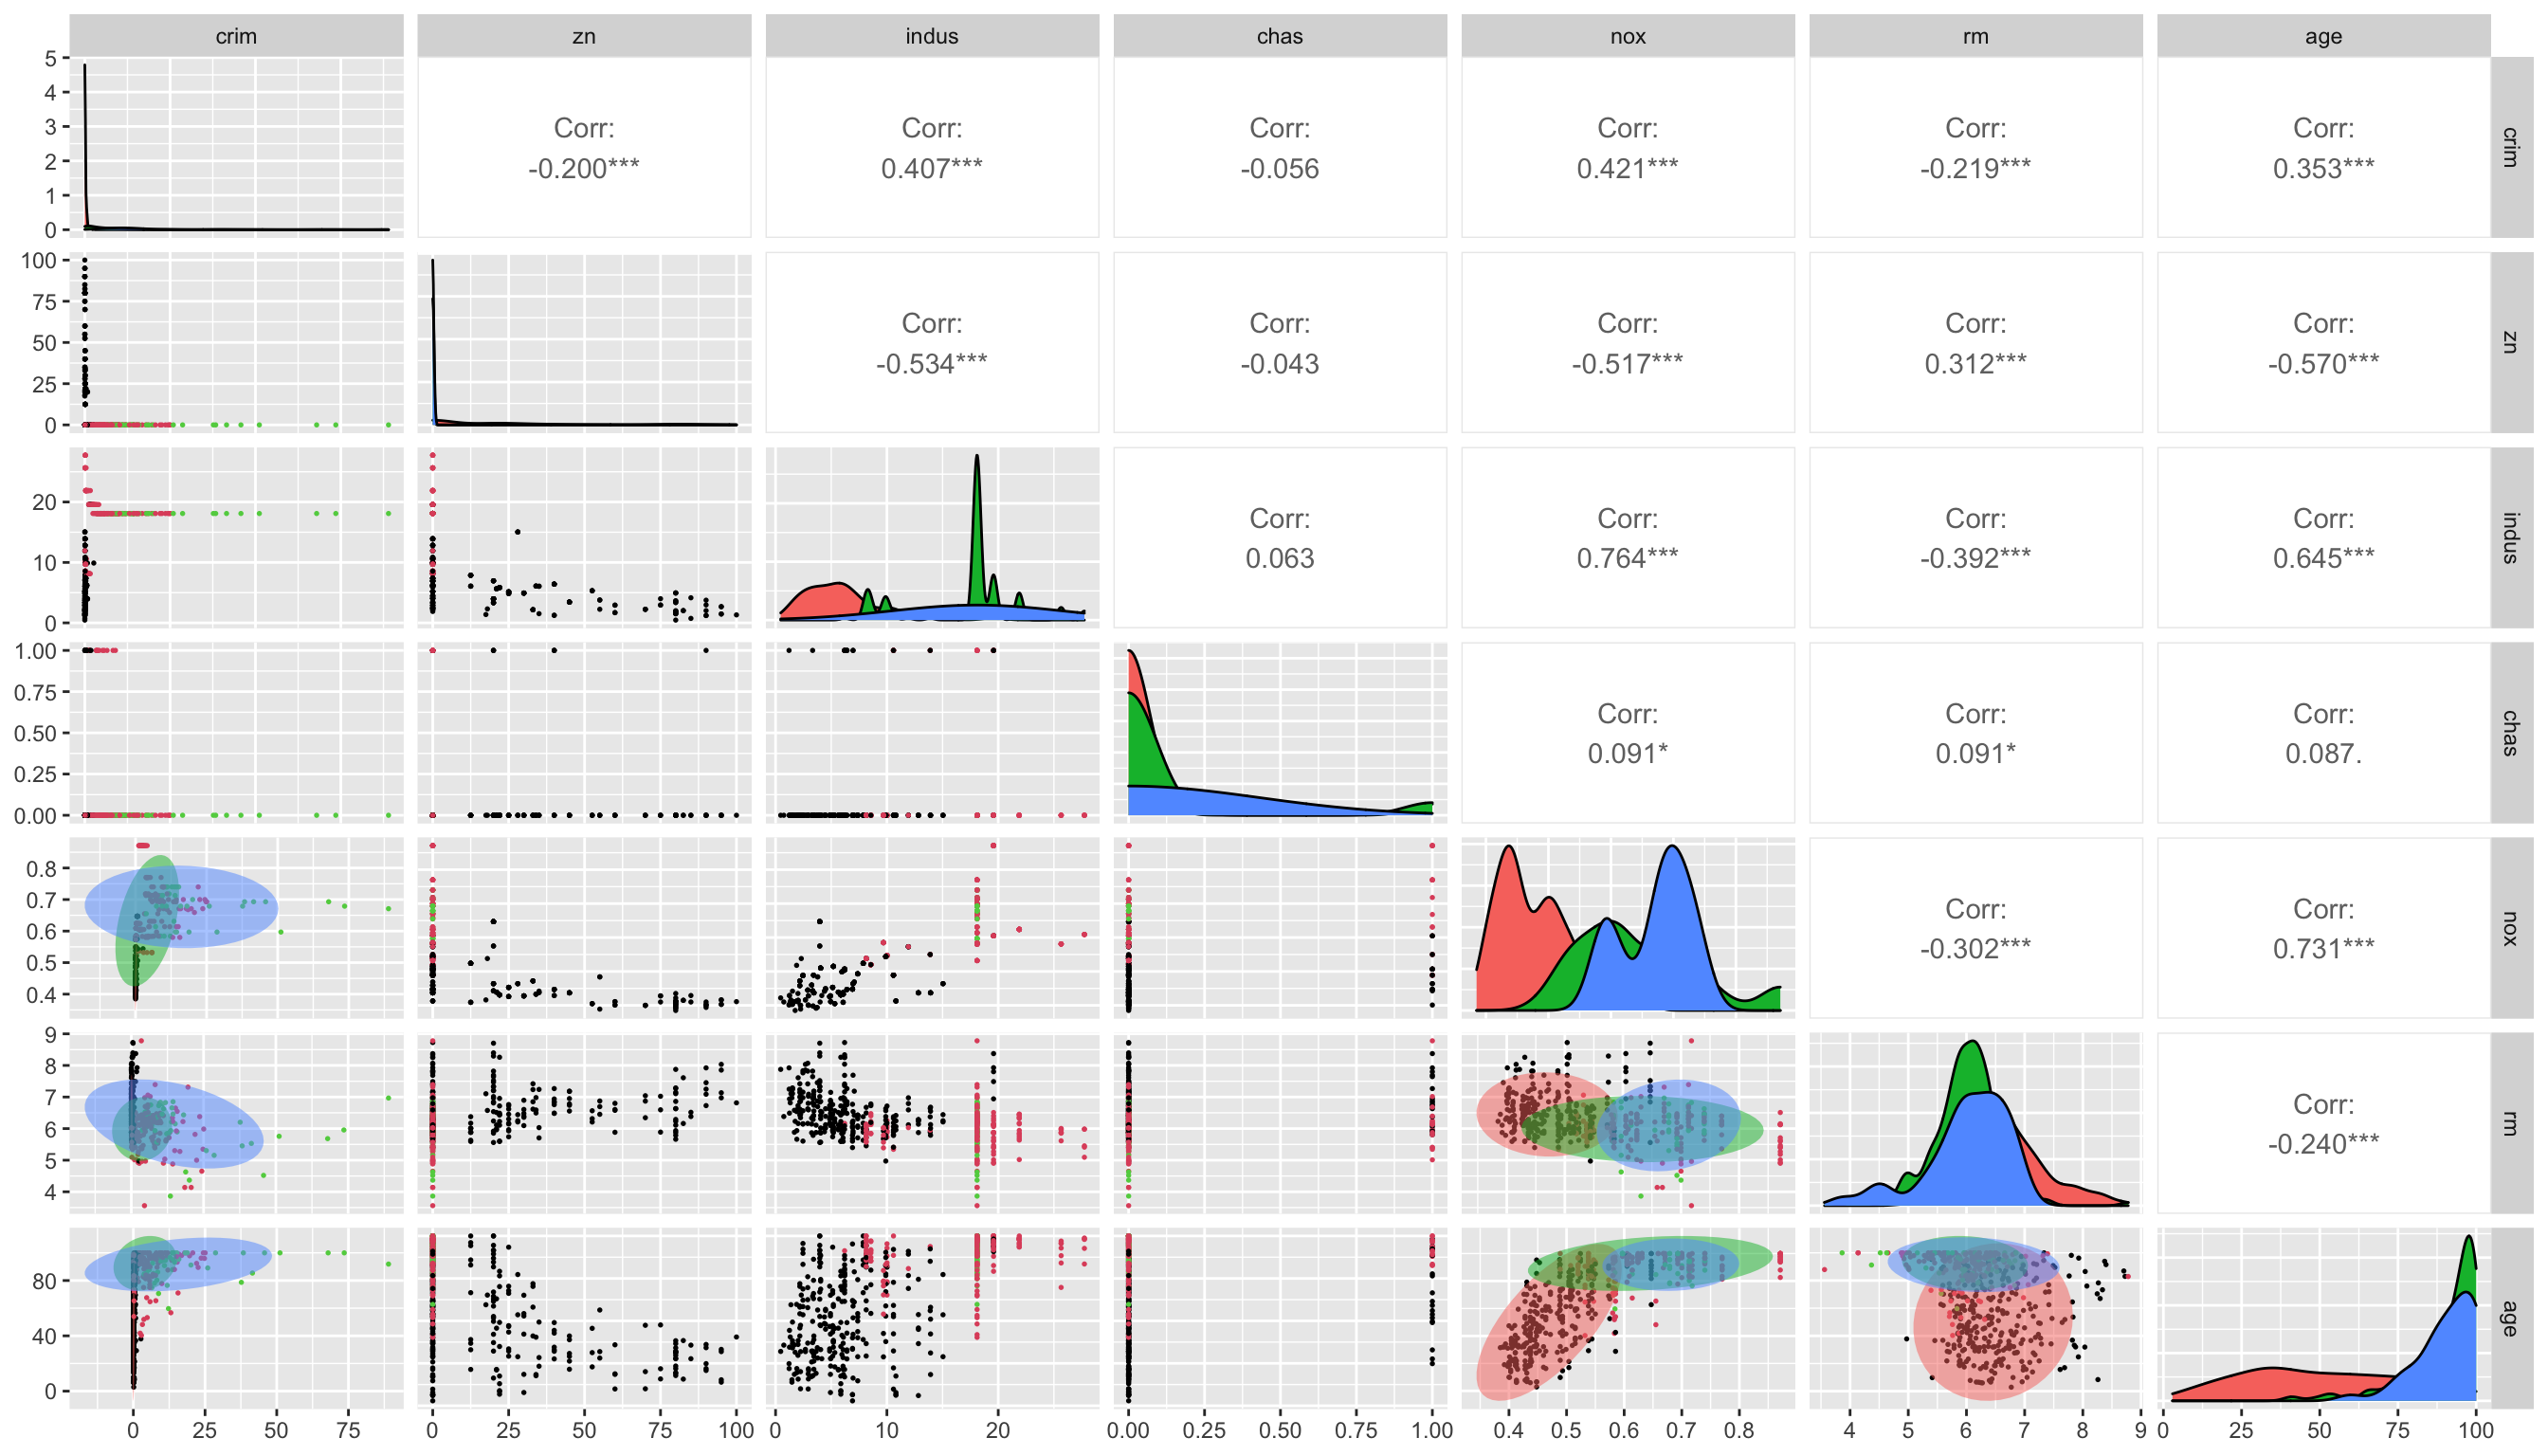 crim zn indus chas nox rm age
5
4
3
2
1
0
Corr:
-0.200***
Corr:
0.407***
Corr:
-0.056
Corr:
0.421***
Corr:
-0.219***
Corr:
0.353***
crim
100
75
50
25
0
Corr:
-0.534***
Corr:
-0.043
Corr:
-0.517***
Corr:
0.312***
Corr:
-0.570***
zn
20
10
0
Corr:
0.063
Corr:
0.764***
Corr:
-0.392***
Corr:
0.645***
indus
1.00
0.75
0.50
0.25
0.00
Corr:
0.091*
Corr:
0.091*
Corr:
0.087.
chas
0.8
0.7
0.6
0.5
0.4
Corr:
-0.302***
Corr:
0.731***
nox
9
8
7
6
5
4
Corr:
-0.240***
rm
80
40
0
age
0 25 50 75
0 25 50 75 100
0 10 20
0.00 0.25 0.50 0.75 1.00
0.4 0.5 0.6 0.7 0.8
4 5 6 7 8 9
0 25 50 75 100